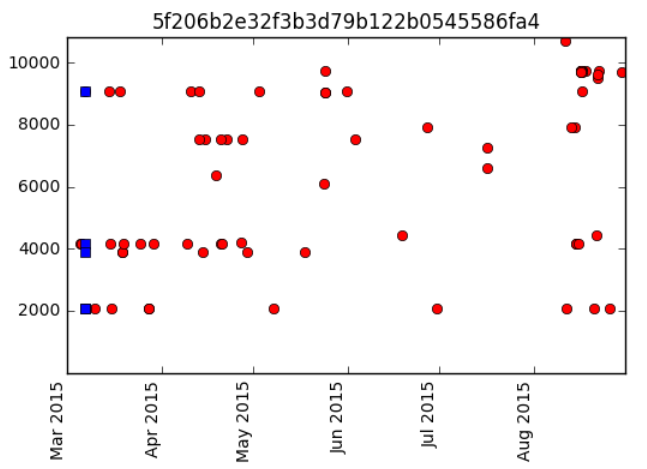 5f206b2e32f3b3d79b122b0545586fa4
10000
8000
6000
4000
2000
Mar 2015
Apr 2015
May 2015
Jun 2015
Jul 2015
Aug 2015